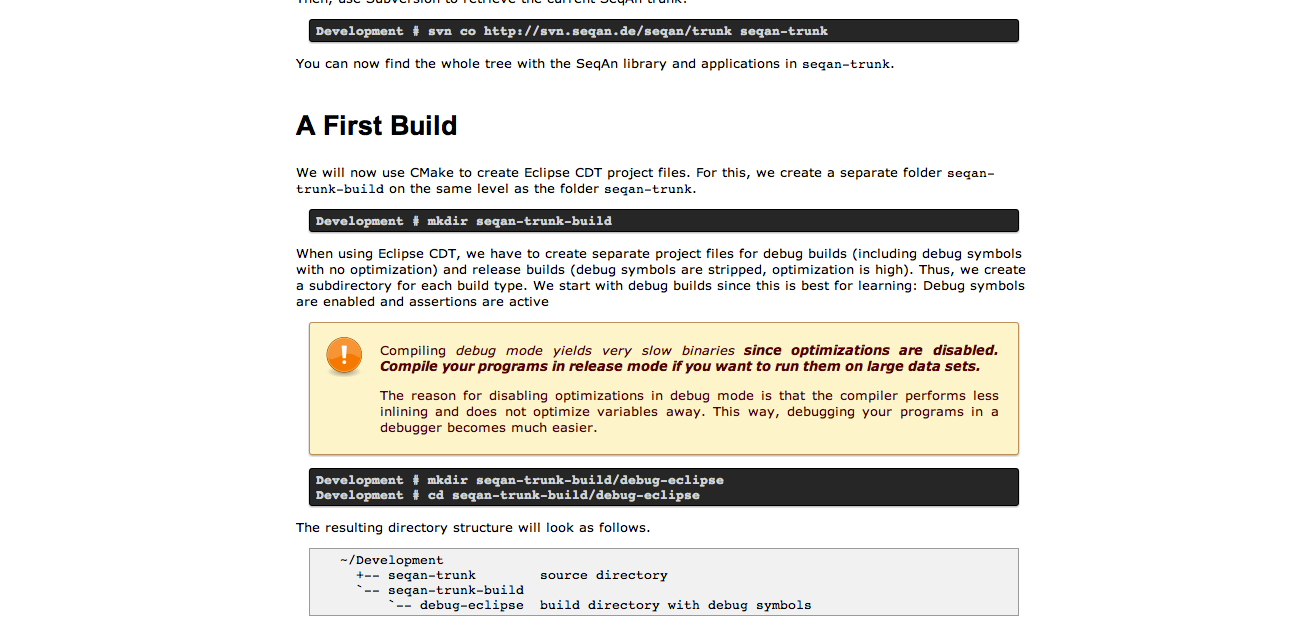 Then, use Subversion to retrieve the current SeqAn trunk.
Development # svn co http://svn.seqan.de/seqan/trunk seqan-trunk
You can now find the whole tree with the SeqAn library and applications in seqan-trunk.
A First Build
We will now use CMake to create Eclipse CDT project files. For this, we create a separate folder seqan-
trunk-build on the same level as the folder seqan-trunk.
Development # mkdir seqan-trunk-build
When using Eclipse CDT, we have to create separate project files for debug builds (including debug symbols
with no optimization) and release builds (debug symbols are stripped, optimization is high). Thus, we create
a subdirectory for each build type. We start with debug builds since this is best for learning: Debug symbols
are enabled and assertions are active
Compiling debug mode yields very slow binaries since optimizations are disabled.
Compile your programs in release mode if you want to run them on large data sets.
The reason for disabling optimizations in debug mode is that the compiler performs less
inlining and does not optimize variables away. This way, debugging your programs in a
debugger becomes much easier.
Development # mkdir seqan-trunk-build/debug-eclipse
Development # cd seqan-trunk-build/debug-eclipse
The resulting directory structure will look as follows.
~/Development
+-- seqan-trunk        source directory
`-- seqan-trunk-build
`-- debug-eclipse  build directory with debug symbols